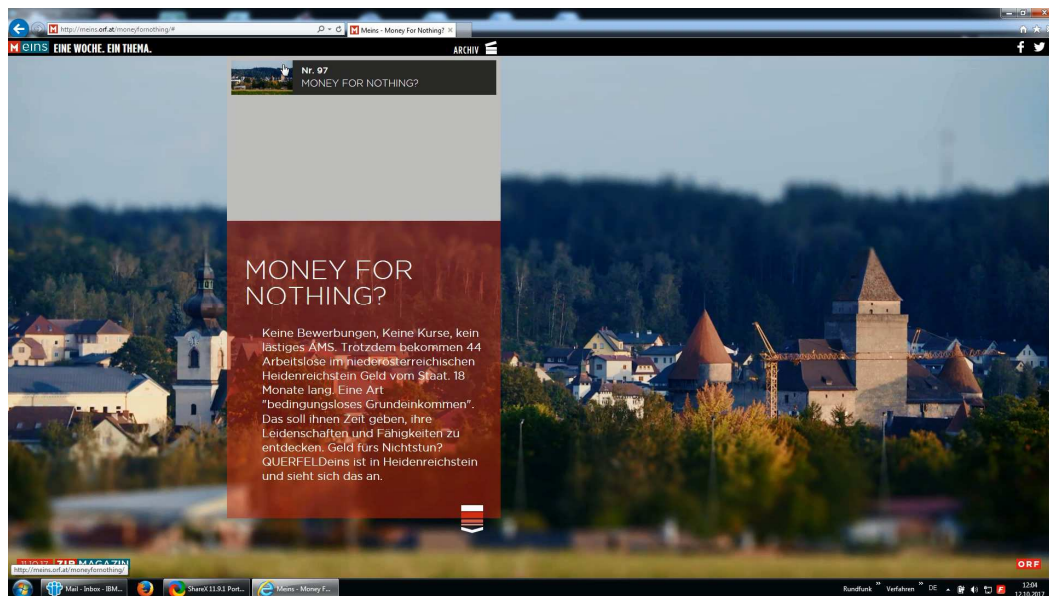 http://meins.orf.at/moneyfornothing/#
Meins - Money For Nothing?
Meins EINE WOCHE. EIN THEMA.
ARCHIV
Nr. 97
MONEY FOR NOTHING?
MONEY FOR
NOTHING?
Keine Bewerbungen, Keine Kurse, kein
lästiges AMS. Trotzdem bekommen 44
Arbeitslose im niederösterreichischen
Heidenreichstein Geld vom Staat. 18
Monate lang. Eine Art
"bedingungsloses Grundeinkommen".
Das soll ihnen Zeit geben, ihre
Leidenschaften und Fähigkeiten zu
entdecken. Geld fürs Nichtstun?
QUERFELDeins ist in Heidenreichstein
und sieht sich das an.
11.10.17 ZIB MAGAZIN
ORF
http://meins.orf.at/moneyfornothing/
Mail - Inbox - IBM...
ShareX 11.9.1 Port...
Meins - Money F...
Rundfunk
Verfahren
DE
12:04
12.10.2017